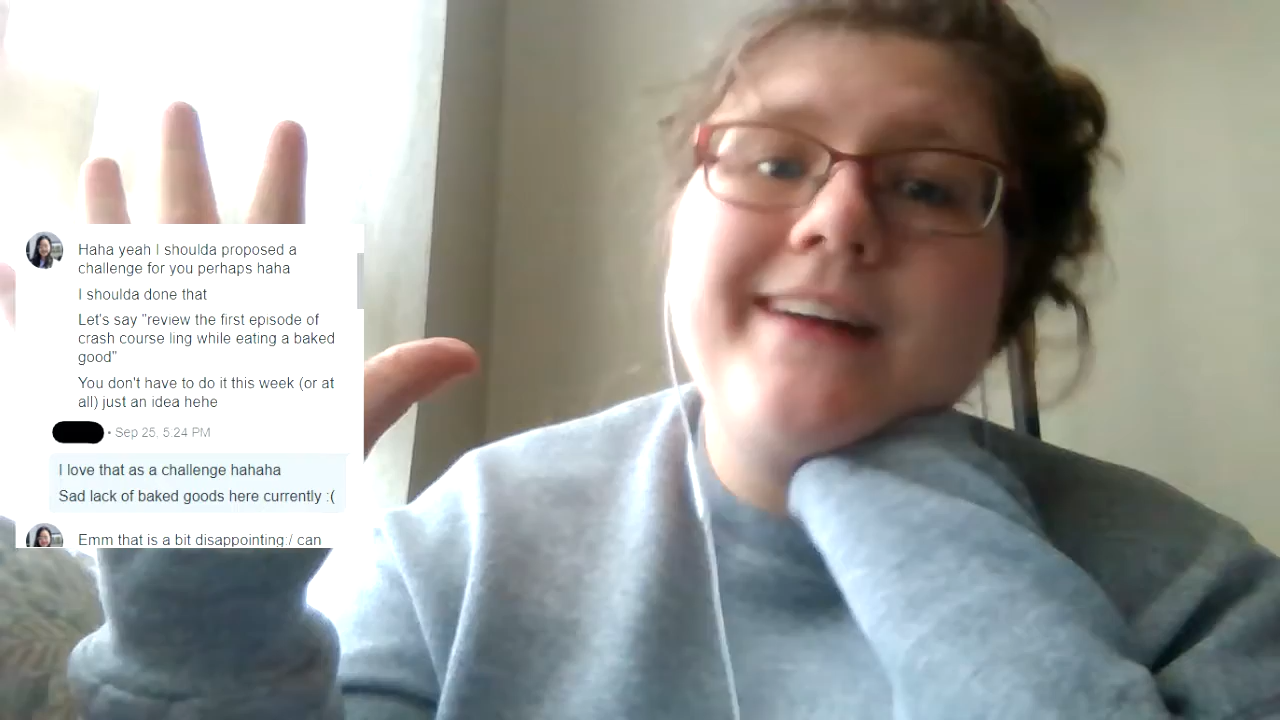 Haha yeah I shoulda proposed a
challenge for you perhaps haha
I shoulda done that
Let's say "review the first episode of
crash course ling while eating a baked
good"
You don't have to do it this week (or at
all) just an idea hehe
• Sep 25, 5:24 PM
I love that as a challenge hahaha
Sad lack of baked goods here currently :(
Emm that is a bit disappointing:/ can